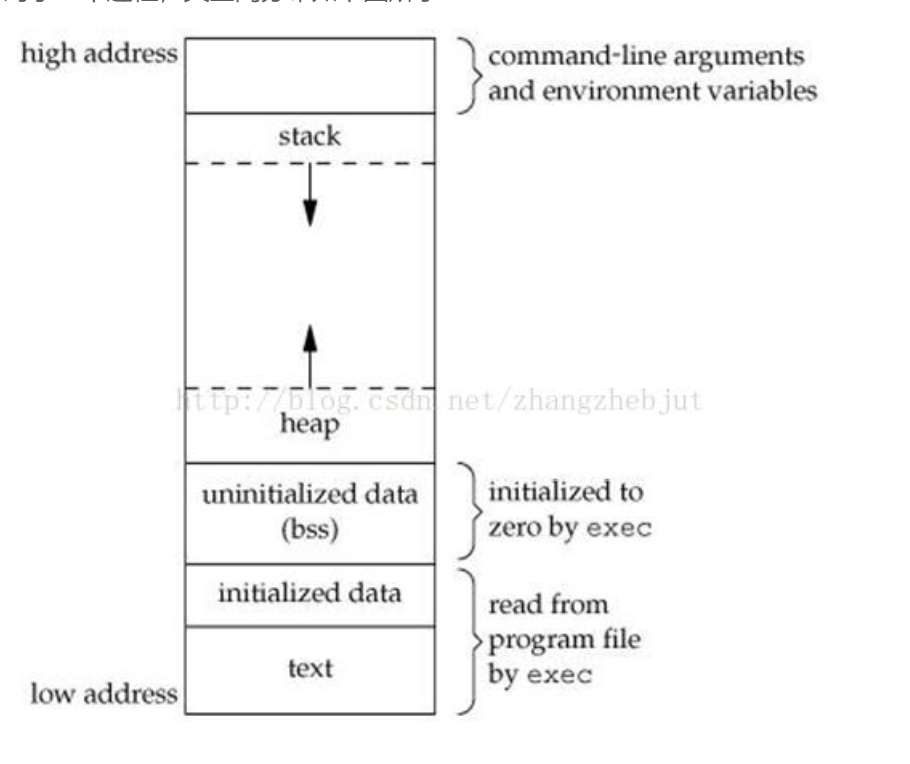 high address
command-line arguments
and environment variables
stack
http://blog.csdn.net/zhangzhebjut
heap
uninitialized data
(bss)
initialized to
zero by exec
initialized data
read from
program file
by exec
text
low address